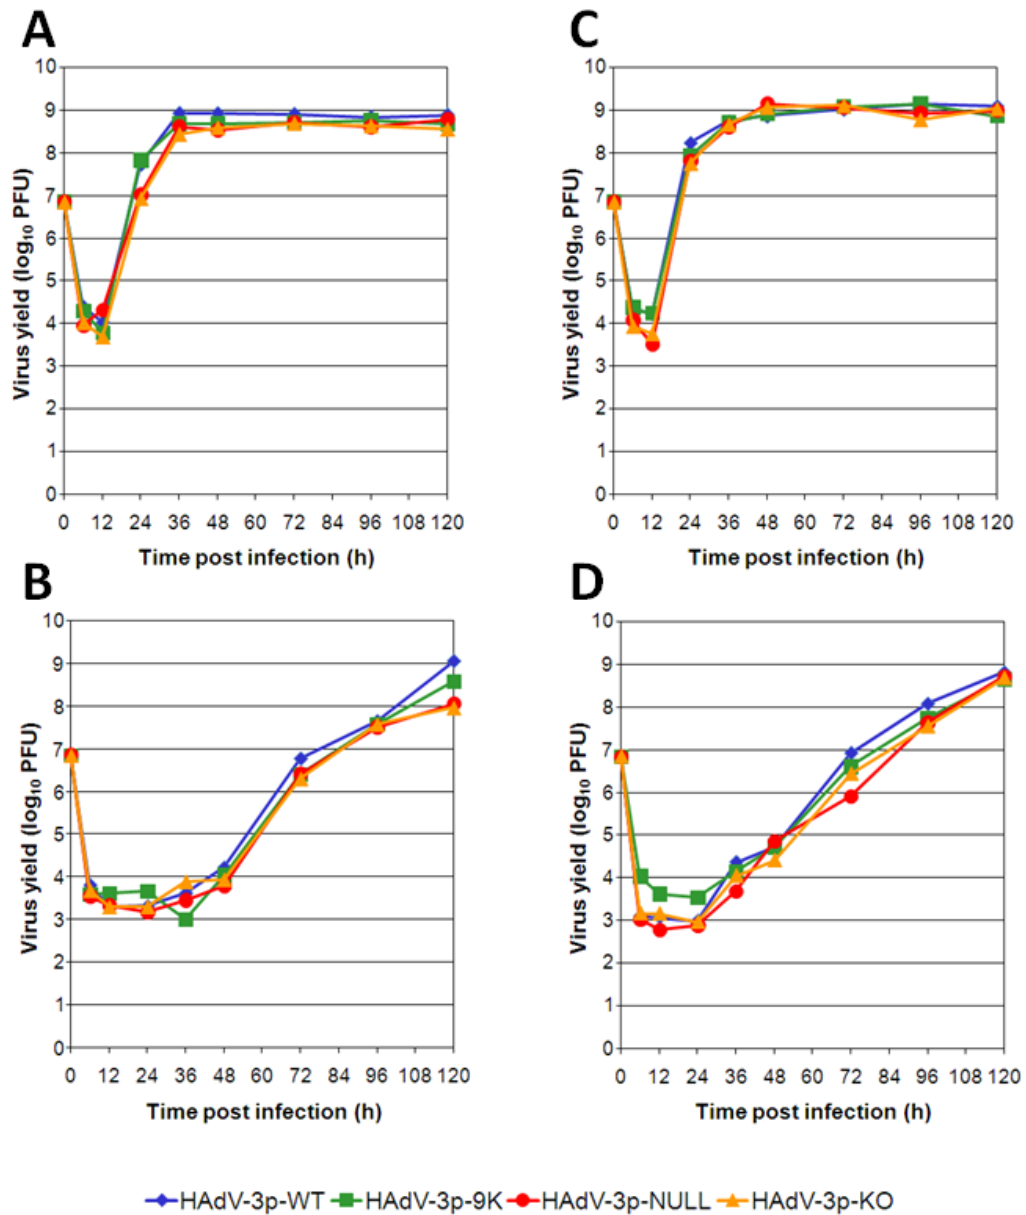 A
Virus yield (log₁₀ PFU)
10
9
8
7
6
5
4
3
2
1
0
0 12 24 36 48 60 72 84 96 108 120
Time post infection (h)
C
Virus yield (log₁₀ PFU)
10
9
8
7
6
5
4
3
2
1
0
0 12 24 36 48 60 72 84 96 108 120
Time post infection (h)
B
Virus yield (log₁₀ PFU)
10
9
8
7
6
5
4
3
2
1
0
0 12 24 36 48 60 72 84 96 108 120
Time post infection (h)
D
Virus yield (log₁₀ PFU)
10
9
8
7
6
5
4
3
2
1
0
0 12 24 36 48 60 72 84 96 108 120
Time post infection (h)
HAdV-3p-WT HAdV-3p-9K HAdV-3p-NULL HAdV-3p-KO